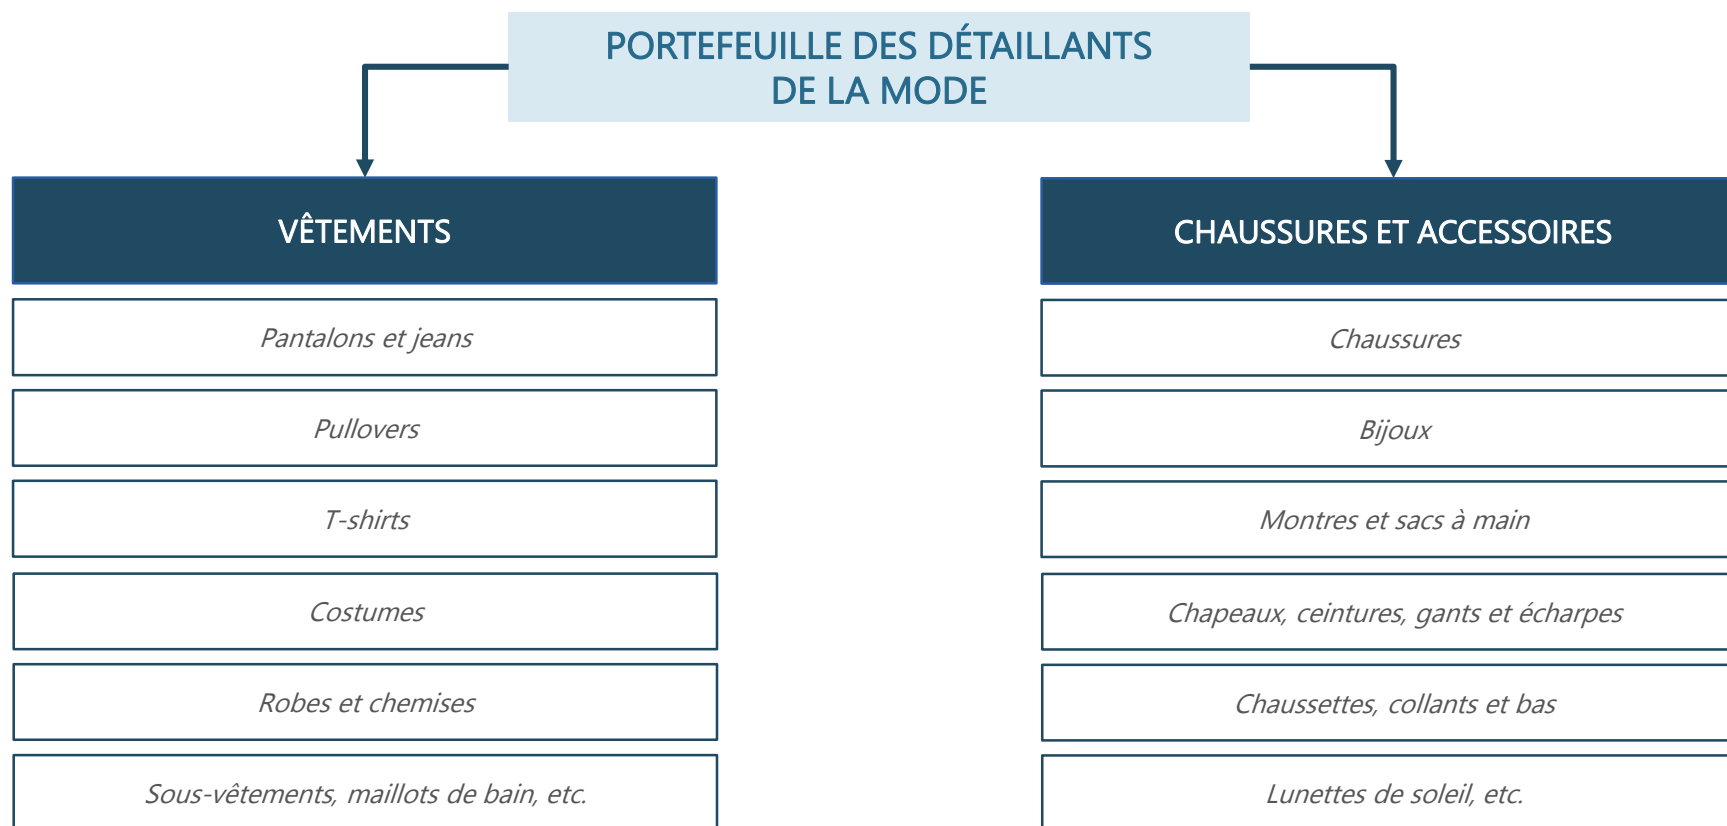 PORTEFEUILLE DES DÉTAILLANTS
DE LA MODE
VÊTEMENTS
Pantalons et jeans
Pullovers
T-shirts
Costumes
Robes et chemises
Sous-vêtements, maillots de bain, etc.
CHAUSSURES ET ACCESSOIRES
Chaussures
Bijoux
Montres et sacs à main
Chapeaux, ceintures, gants et écharpes
Chaussettes, collants et bas
Lunettes de soleil, etc.